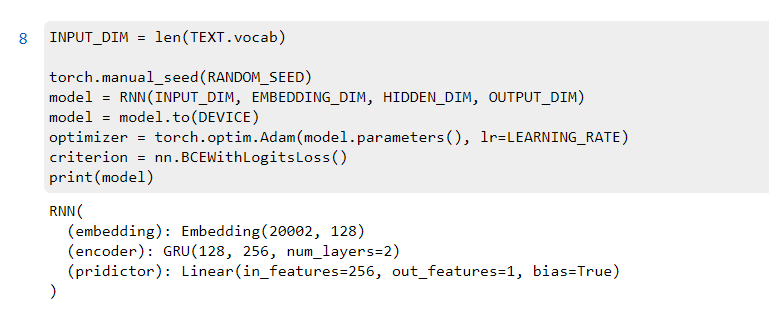 8
INPUT_DIM = len(TEXT.vocab)
torch.manual_seed(RANDOM_SEED)
model = RNN(INPUT_DIM, EMBEDDING_DIM, HIDDEN_DIM, OUTPUT_DIM)
model = model.to(DEVICE)
optimizer = torch.optim.Adam(model.parameters(), lr=LEARNING_RATE)
criterion = nn.BCEWithLogitsLoss()
print(model)
RNN(
  (embedding): Embedding(20002, 128)
  (encoder): GRU(128, 256, num_layers=2)
  (pridictor): Linear(in_features=256, out_features=1, bias=True)
)